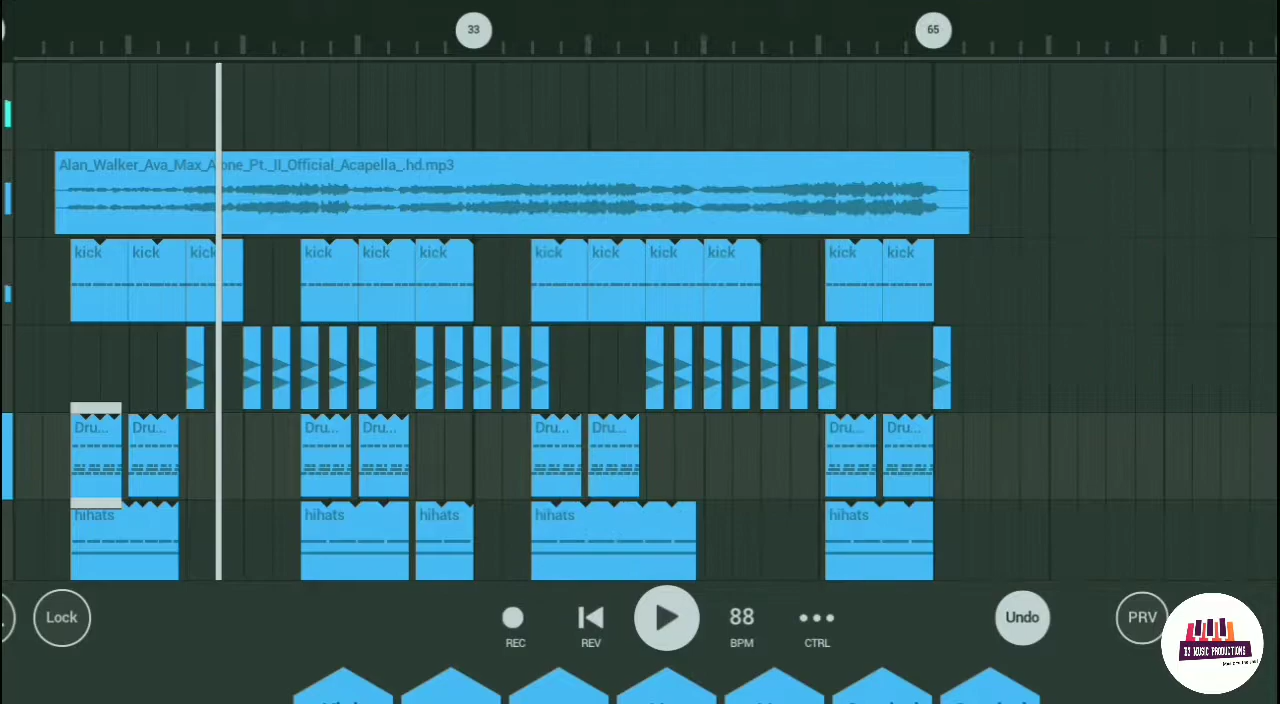 33
65
Alan_Walker_Ava_Max_Alone_Pt._II_Official_Acapella_.hd.mp3
kick kick kick kick kick kick kick kick kick kick kick kick
Dru... Dru... Dru... Dru... Dru... Dru... Dru... Dru...
hihats hihats hihats hihats hihats
Lock
REC
REV
88
BPM
CTRL
Undo
PRV
MUSIC PRODUCTIONS